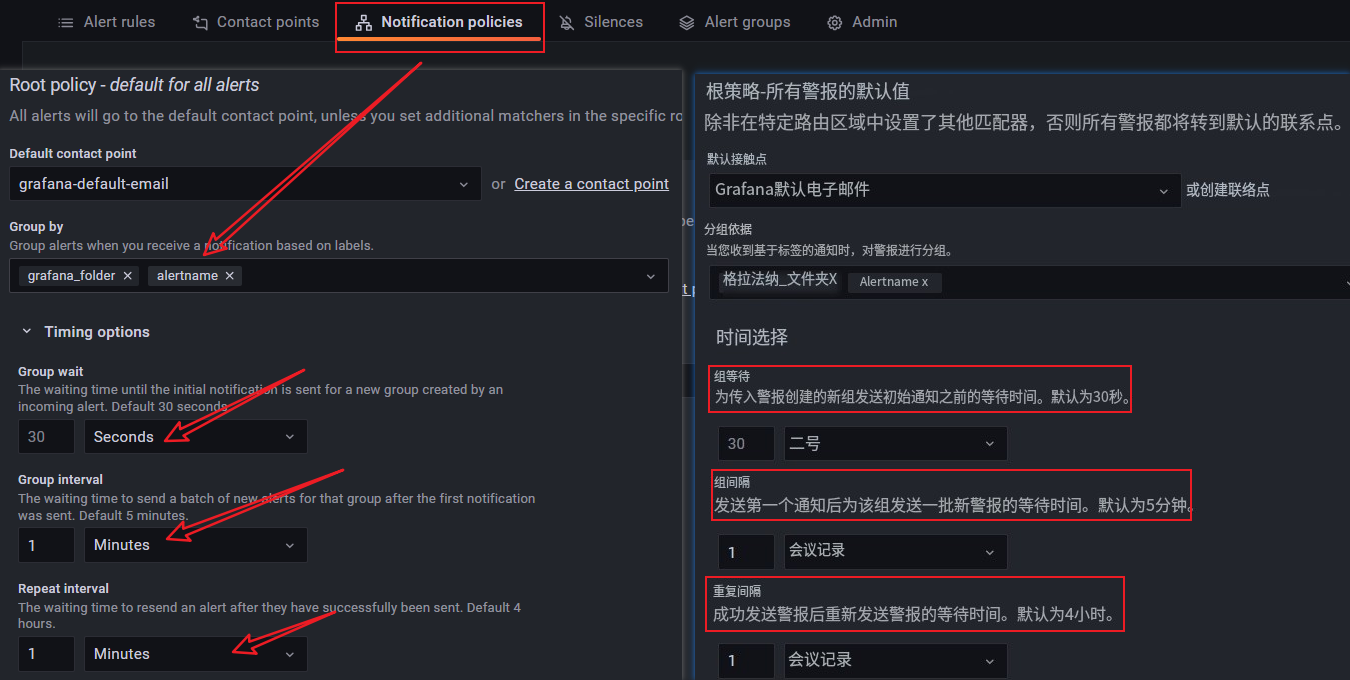 Alert rules
Contact points
Notification policies
Silences
Alert groups
Admin
Root policy - default for all alerts
All alerts will go to the default contact point, unless you set additional matchers in the specific ro
Default contact point
grafana-default-email
or Create a contact point
Group by
Group alerts when you receive a notification based on labels.
grafana_folder ×
alertname ×
Timing options
Group wait
The waiting time until the initial notification is sent for a new group created by an
incoming alert. Default 30 seconds.
30
Seconds
Group interval
The waiting time to send a batch of new alerts for that group after the first notification
was sent. Default 5 minutes.
1
Minutes
Repeat interval
The waiting time to resend an alert after they have successfully been sent. Default 4
hours.
1
Minutes
根策略-所有警报的默认值
除非在特定路由区域中设置了其他匹配器，否则所有警报都将转到默认的联系点。
默认接触点
Grafana默认电子邮件
或创建联络点
分组依据
当您收到基于标签的通知时，对警报进行分组。
格拉法纳_文件夹X
Alertname x
时间选择
组等待
为传入警报创建的新组发送初始通知之前的等待时间。默认为30秒。
30
二号
组间隔
发送第一个通知后为该组发送一批新警报的等待时间。默认为5分钟。
1
会议记录
重复间隔
成功发送警报后重新发送警报的等待时间。默认为4小时。
1
会议记录